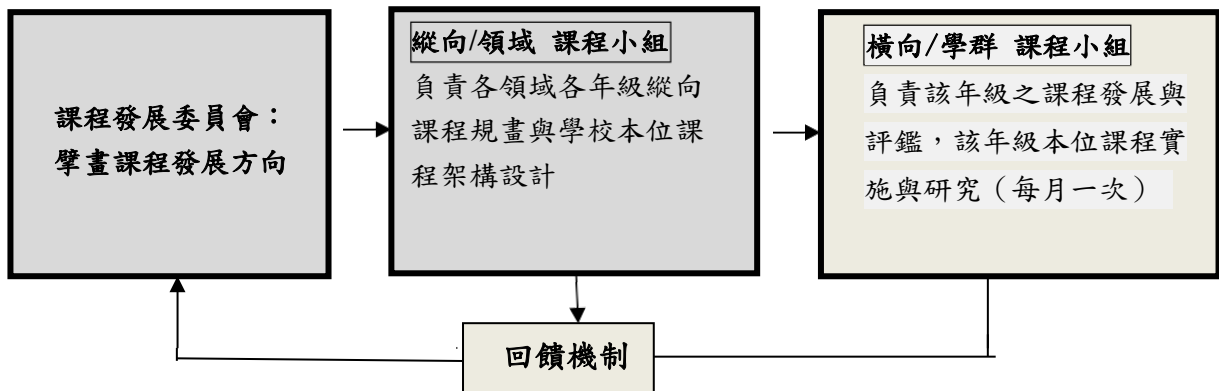 課程發展委員會：
擘畫課程發展方向
縱向/領域 課程小組
負責各領域各年級縱向
課程規畫與學校本位課
程架構設計
橫向/學群 課程小組
負責該年級之課程發展與
評鑑，該年級本位課程實
施與研究（每月一次）
回饋機制